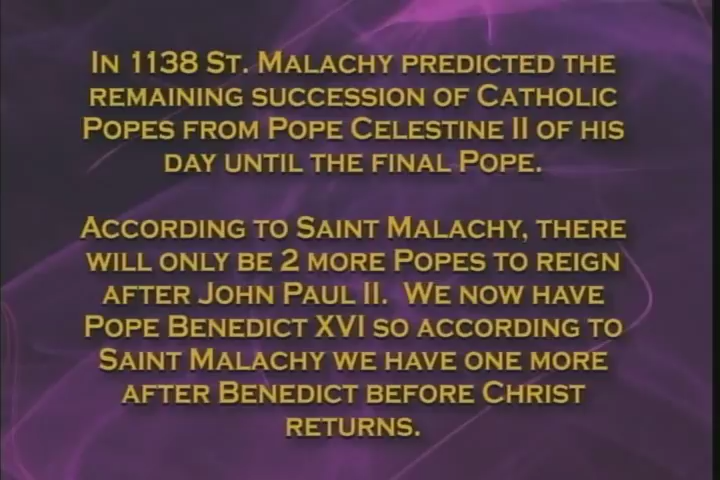 In 1138 St. Malachy predicted the
remaining succession of Catholic
Popes from Pope Celestine II of his
day until the final Pope.
According to Saint Malachy, there
will only be 2 more Popes to reign
after John Paul II. We now have
Pope Benedict XVI so according to
Saint Malachy we have one more
after Benedict before Christ
returns.